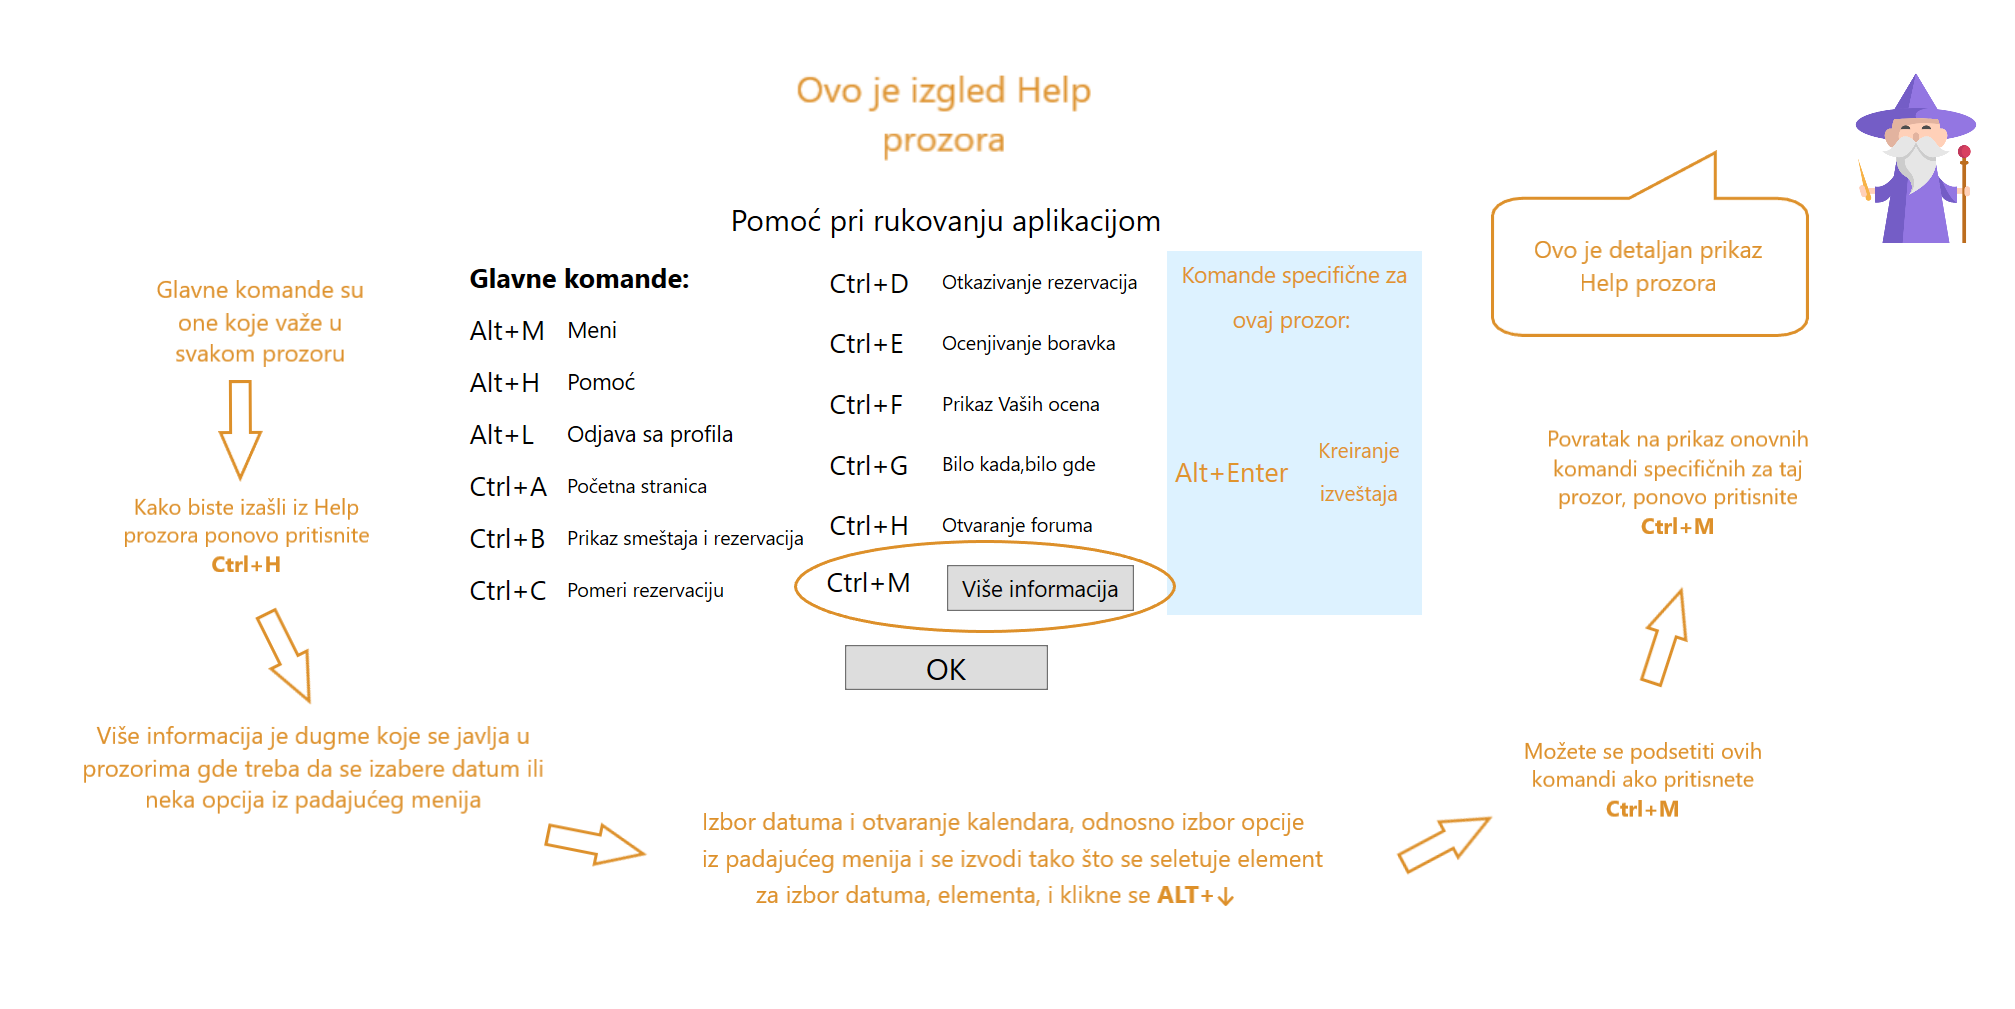 Ovo je izgled Help
prozora
Pomoć pri rukovanju aplikacijom
Glavne komande su
one koje važe u
svakom prozoru
Kako biste izašli iz Help
prozora ponovo pritisnite
Ctrl+H
Više informacija je dugme koje se javlja u
prozorima gde treba da se izabere datum ili
neka opcija iz padajućeg menija
Glavne komande:
Alt+M Meni
Alt+H Pomoć
Alt+L Odjava sa profila
Ctrl+A Početna stranica
Ctrl+B Prikaz smeštaja i rezervacija
Ctrl+C Pomeri rezervaciju
Ctrl+D Otkazivanje rezervacija
Ctrl+E Ocenjivanje boravka
Ctrl+F Prikaz Vaših ocena
Ctrl+G Bilo kada,bilo gde
Ctrl+H Otvaranje foruma
Ctrl+M Više informacija
OK
Komande specifične za
ovaj prozor:
Alt+Enter
Kreiranje
izveštaja
Izbor datuma i otvaranje kalendara, odnosno izbor opcije
iz padajućeg menija i se izvodi tako što se seletuje element
za izbor datuma, elementa, i klikne se ALT+↓
Možete se podsetiti ovih
komandi ako pritisnete
Ctrl+M
Povratak na prikaz onovnih
komandi specifičnih za taj
prozor, ponovo pritisnite
Ctrl+M
Ovo je detaljan prikaz
Help prozora